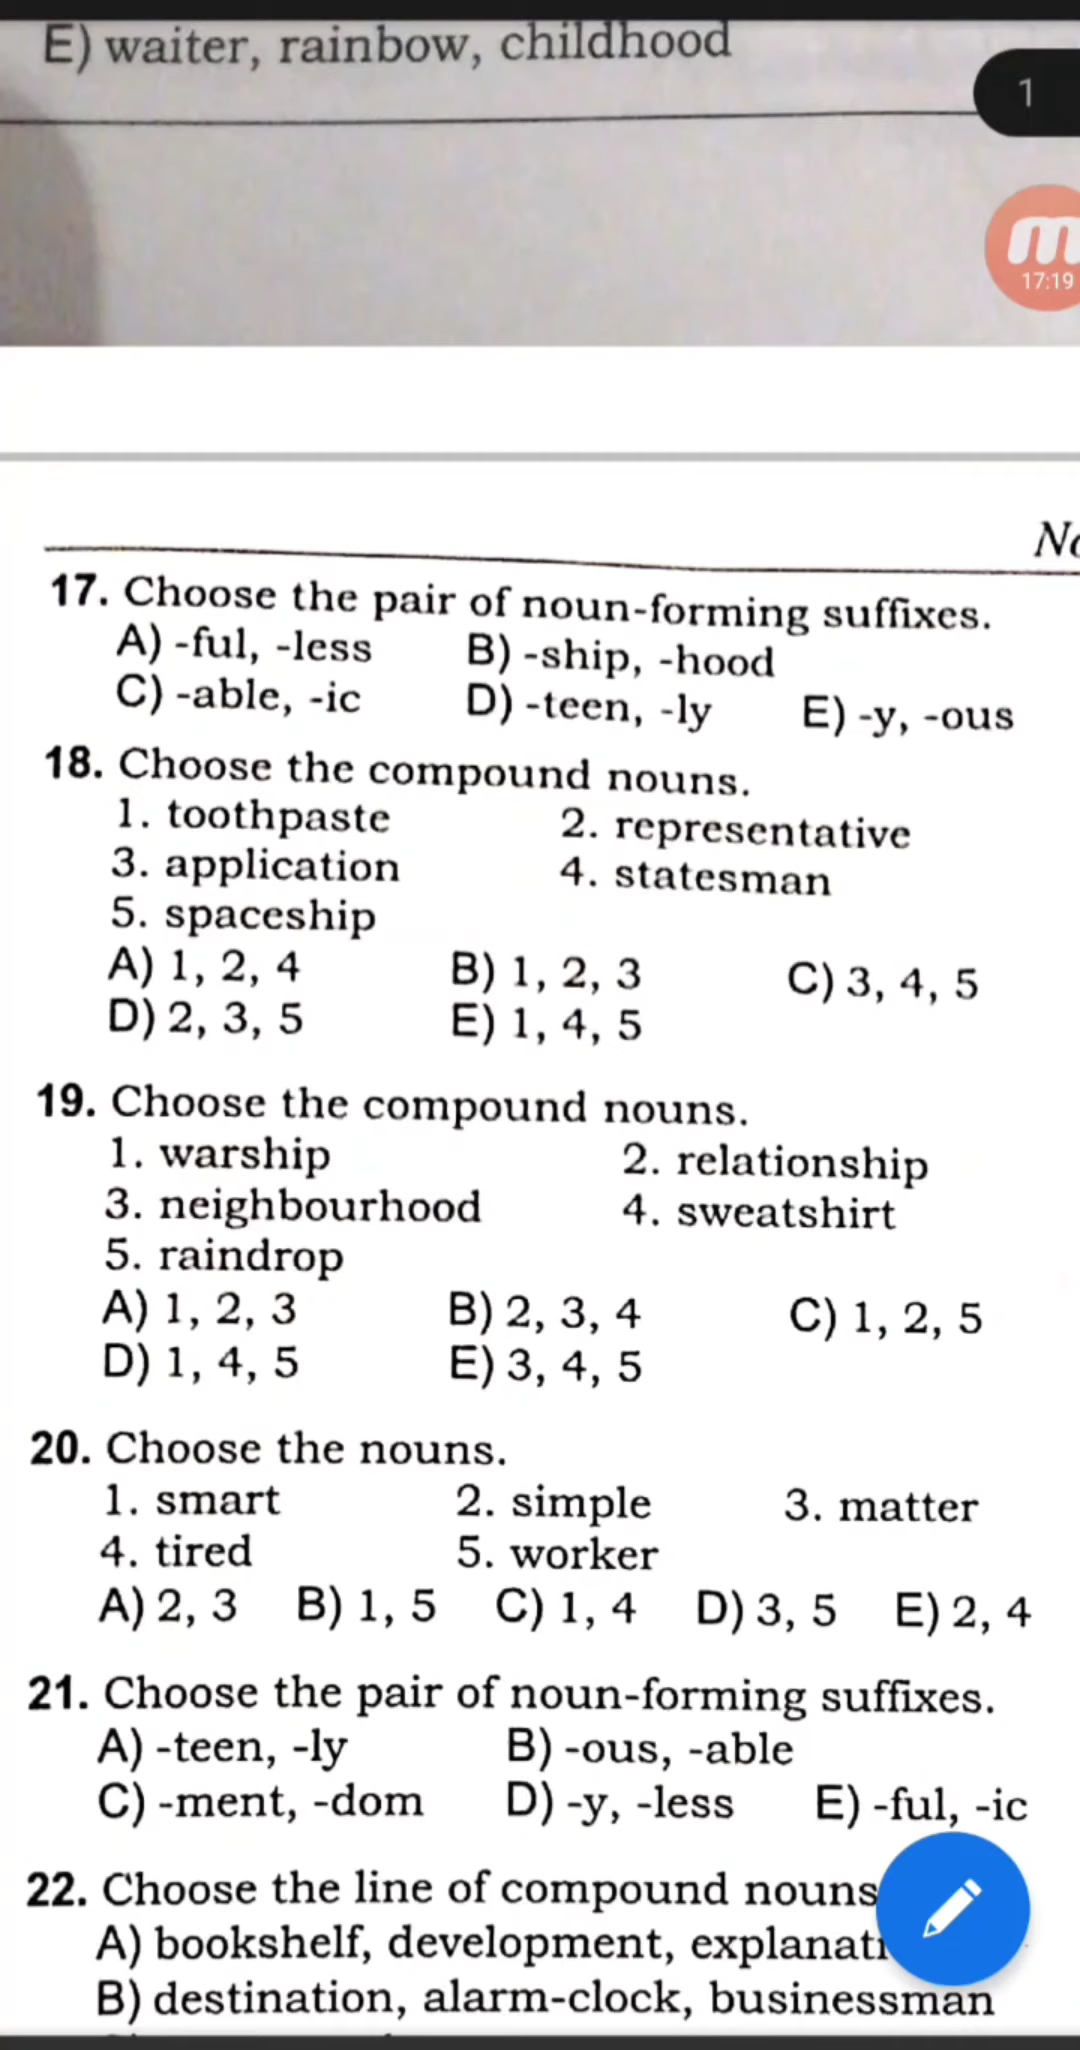 E) waiter, rainbow, childhood
1
17:19
17. Choose the pair of noun-forming suffixes.
A) -ful, -less B) -ship, -hood
C) -able, -ic D) -teen, -ly E) -y, -ous
18. Choose the compound nouns.
1. toothpaste 2. representative
3. application 4. statesman
5. spaceship
A) 1, 2, 4 B) 1, 2, 3 C) 3, 4, 5
D) 2, 3, 5 E) 1, 4, 5
19. Choose the compound nouns.
1. warship 2. relationship
3. neighbourhood 4. sweatshirt
5. raindrop
A) 1, 2, 3 B) 2, 3, 4 C) 1, 2, 5
D) 1, 4, 5 E) 3, 4, 5
20. Choose the nouns.
1. smart 2. simple 3. matter
4. tired 5. worker
A) 2, 3 B) 1, 5 C) 1, 4 D) 3, 5 E) 2, 4
21. Choose the pair of noun-forming suffixes.
A) -teen, -ly B) -ous, -able
C) -ment, -dom D) -y, -less E) -ful, -ic
22. Choose the line of compound nouns
A) bookshelf, development,
B) destination, alarm-clock, businessman